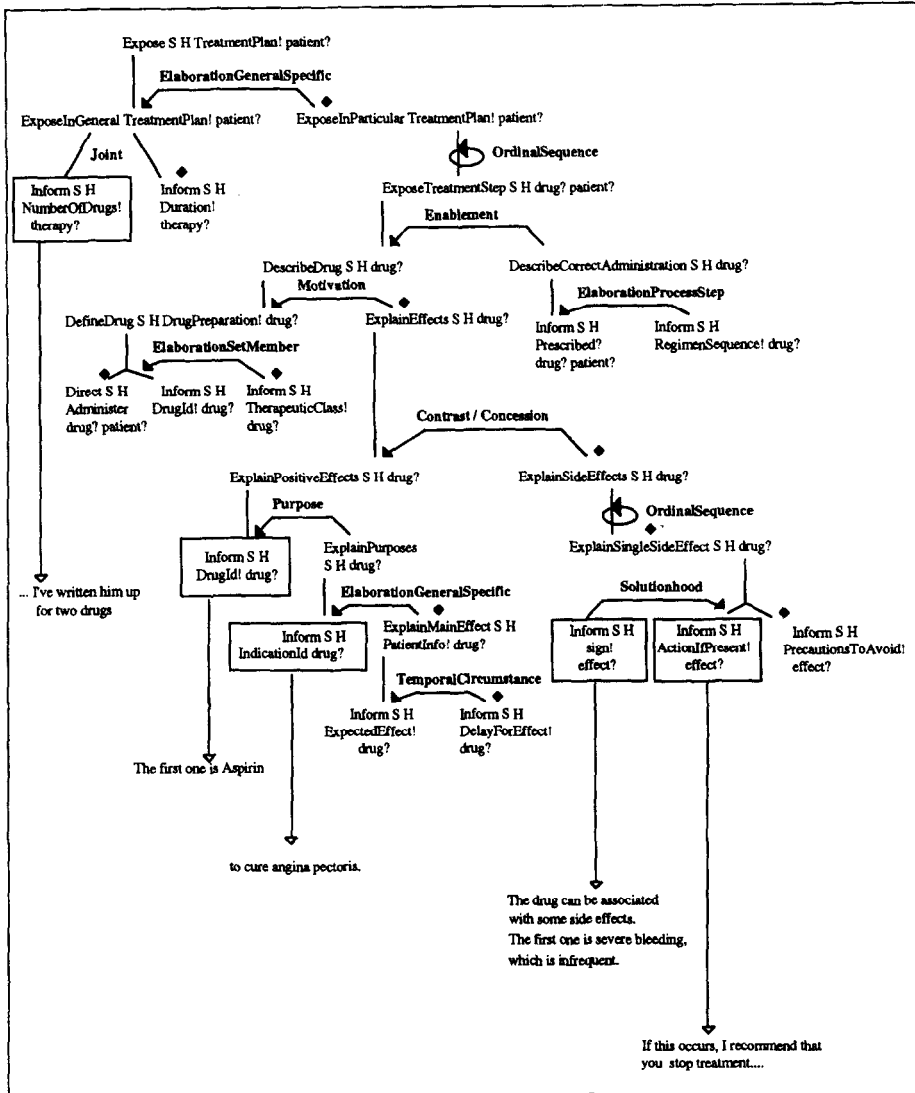 Expose S H TreatmentPlan! patient?
ElaborationGeneralSpecific
ExposeInGeneral TreatmentPlan! patient?
ExposeInParticular TreatmentPlan! patient?
Joint
OrdinalSequence
Inform S H
NumberOfDrugs!
therapy?
Inform S H
Duration!
therapy?
ExposeTreatmentStep S H drug? patient?
Enablement
DescribeDrug S H drug?
DescribeCorrectAdministration S H drug?
Motivation
ElaborationProcessStep
DefineDrug S H DrugPreparation! drug?
ExplainEffects S H drug?
Inform S H
Prescribed?
drug? patient?
Inform S H
RegimenSequence! drug?
ElaborationSetMember
Direct S H
Administer
drug? patient?
Inform S H
DrugId! drug?
Inform S H
TherapeuticClass!
drug?
Contrast / Concession
ExplainPositiveEffects S H drug?
ExplainSideEffects S H drug?
Purpose
OrdinalSequence
Inform S H
DrugId! drug?
ExplainPurposes
S H drug?
ExplainSingleSideEffect S H drug?
... I've written him up
for two drugs
ElaborationGeneralSpecific
Solutionhood
Inform S H
IndicationId drug?
ExplainMainEffect S H
PatientInfo! drug?
Inform S H
sign!
effect?
Inform S H
ActionIfPresent!
effect?
Inform S H
PrecautionsToAvoid!
effect?
TemporalCircumstance
Inform S H
ExpectedEffect!
drug?
Inform S H
DelayForEffect!
drug?
The first one is Aspirin
to cure angina pectoris.
The drug can be associated
with some side effects.
The first one is severe bleeding,
which is infrequent.
If this occurs, I recommend that
you stop treatment....